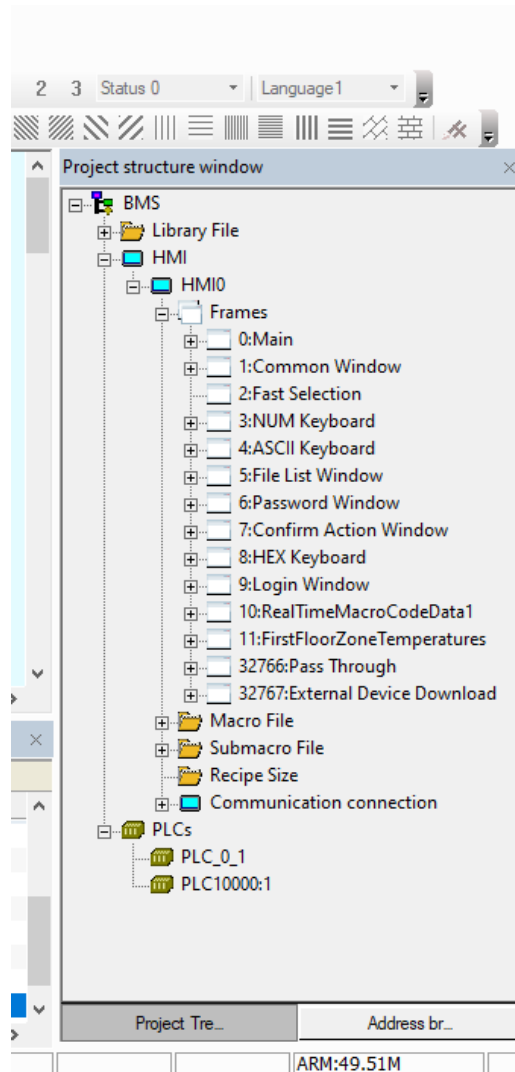 2 3 Status 0 Language1
Project structure window
BMS
Library File
HMI
HMI0
Frames
0:Main
1:Common Window
2:Fast Selection
3:NUM Keyboard
4:ASCII Keyboard
5:File List Window
6:Password Window
7:Confirm Action Window
8:HEX Keyboard
9:Login Window
10:RealTimeMacroCodeData1
11:FirstFloorZoneTemperatures
32766:Pass Through
32767:External Device Download
Macro File
Submacro File
Recipe Size
Communication connection
PLCs
PLC_0_1
PLC10000:1
Project Tre... Address br...
ARM:49.51M